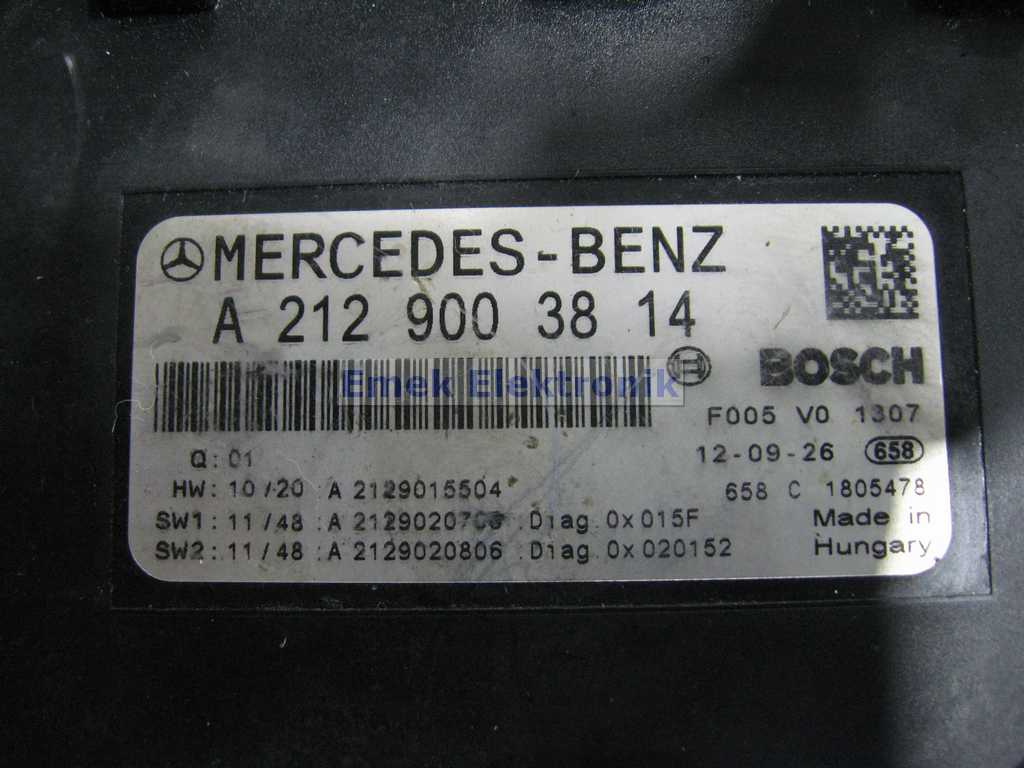 MERCEDES-BENZ
A 212 900 38 14
Emek Elektronik
BOSCH
F005 V0 1307
12-09-26 658
Q: 01
HW: 10/20 :A 2129015504
658 C 1805478
SW1: 11/48 :A Diag.0x015F
Made in
SW2: 11/48 :A 2129020806 :Diag.0x020152
Hungary